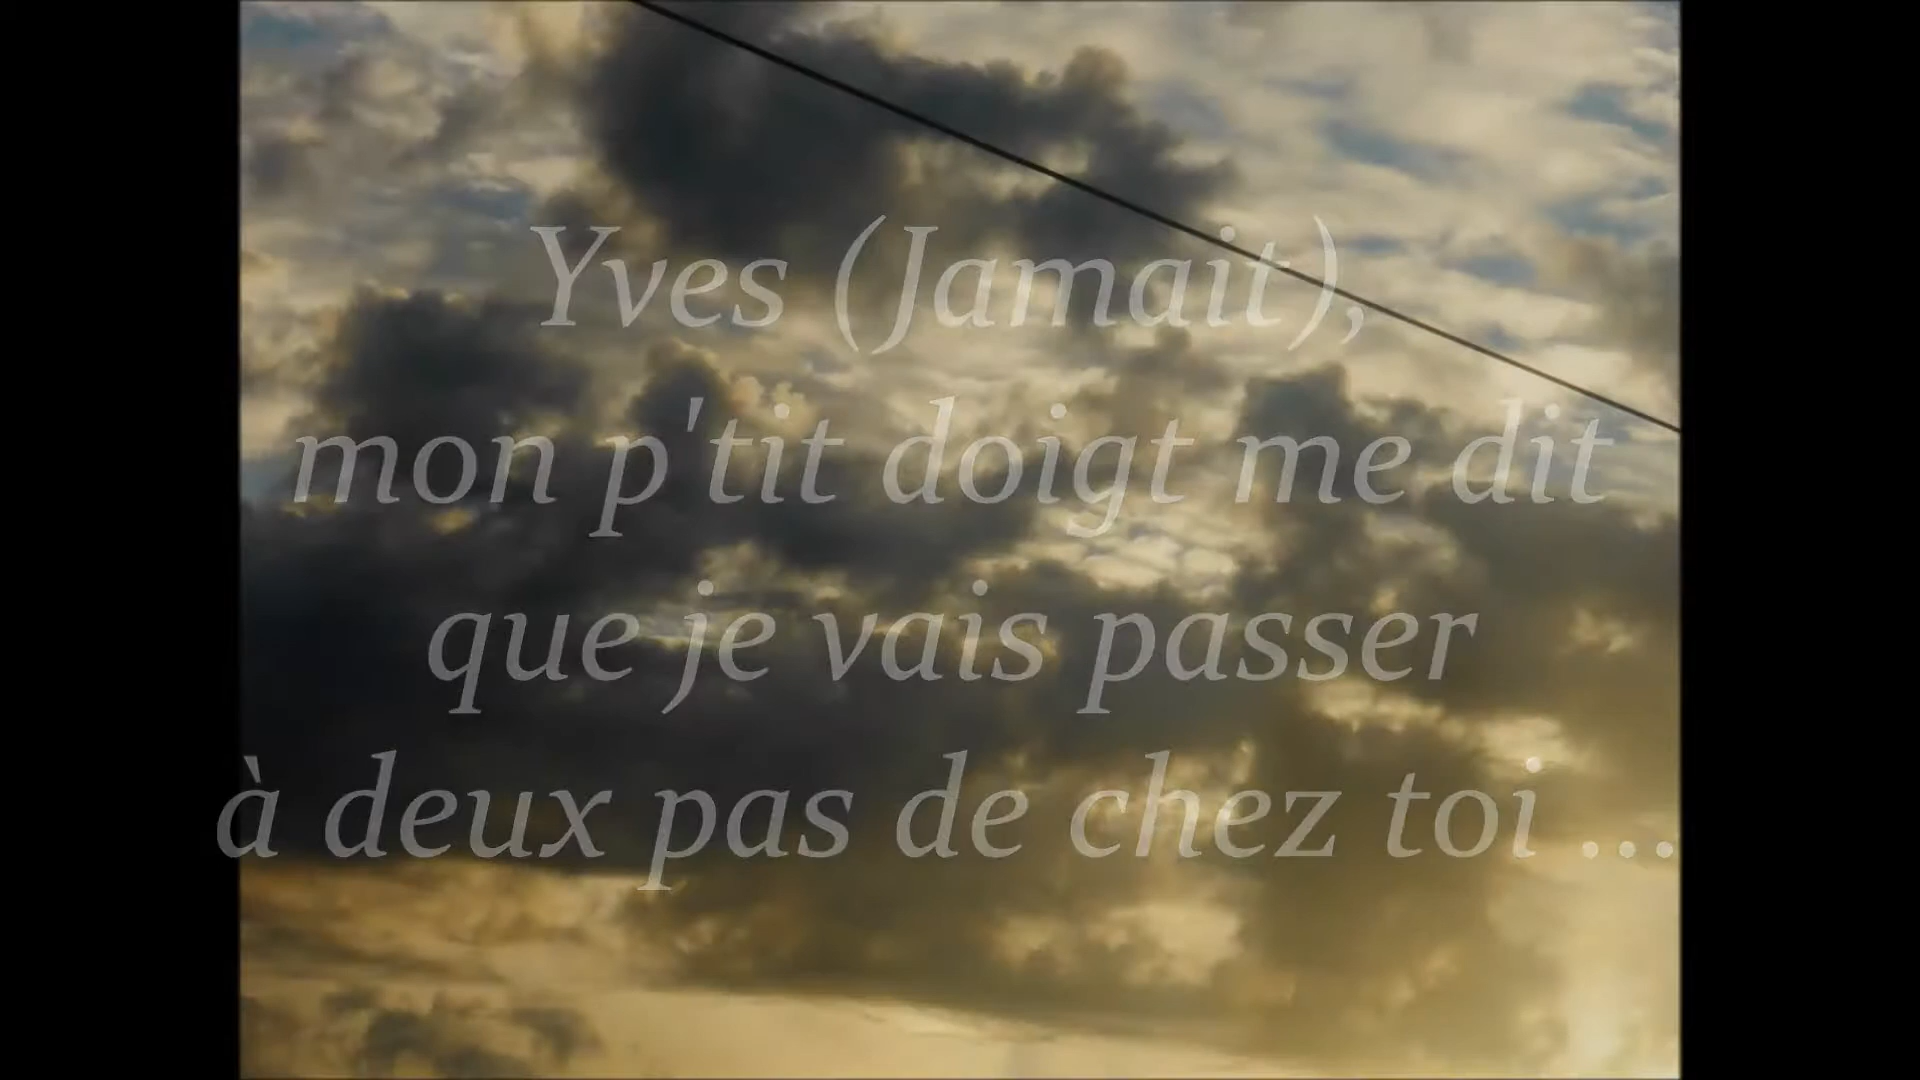 Yves (Jamait),
mon p'tit doigt me dit
que je vais passer
à deux pas de chez toi ...